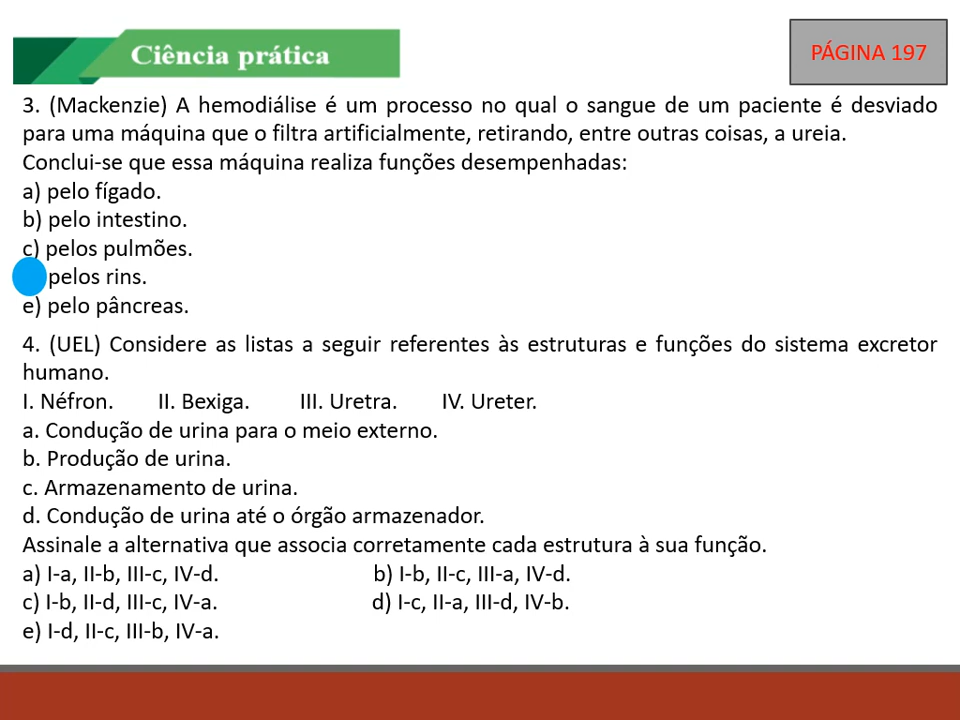 Ciência prática
PÁGINA 197
3. (Mackenzie) A hemodiálise é um processo no qual o sangue de um paciente é desviado
para uma máquina que o filtra artificialmente, retirando, entre outras coisas, a ureia.
Conclui-se que essa máquina realiza funções desempenhadas:
a) pelo fígado.
b) pelo intestino.
c) pelos pulmões.
pelos rins.
e) pelo pâncreas.
4. (UEL) Considere as listas a seguir referentes às estruturas e funções do sistema excretor
humano.
I. Néfron. II. Bexiga. III. Uretra. IV. Ureter.
a. Condução de urina para o meio externo.
b. Produção de urina.
c. Armazenamento de urina.
d. Condução de urina até o órgão armazenador.
Assinale a alternativa que associa corretamente cada estrutura à sua função.
a) I-a, II-b, III-c, IV-d. b) I-b, II-c, III-a, IV-d.
c) I-b, II-d, III-c, IV-a. d) I-c, II-a, III-d, IV-b.
e) I-d, II-c, III-b, IV-a.